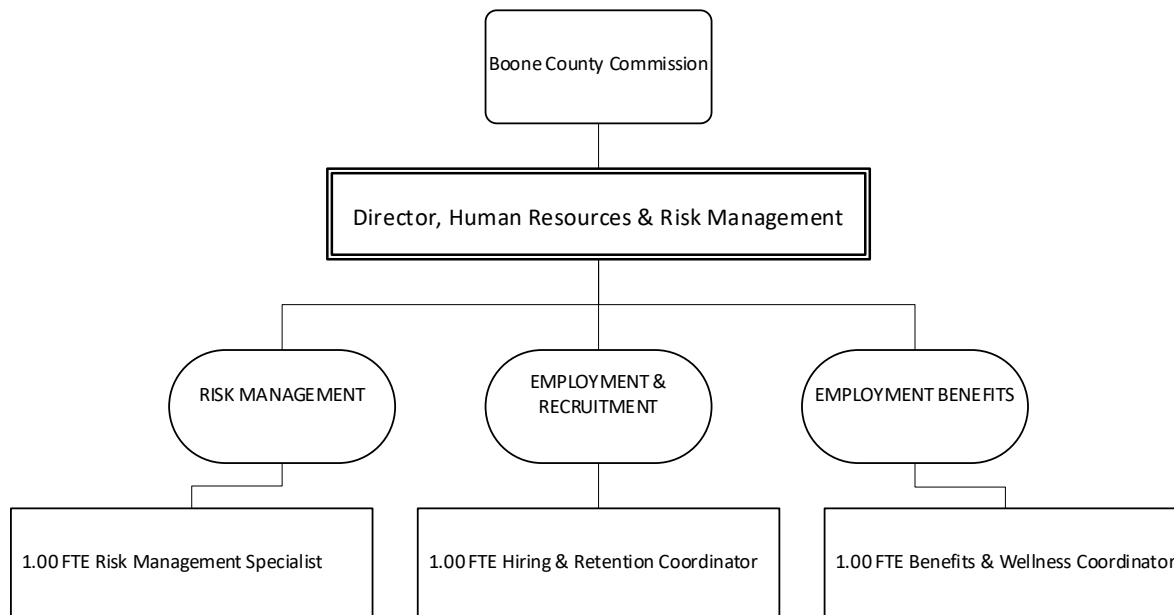 Boone County Commission
Director, Human Resources & Risk Management
RISK MANAGEMENT
EMPLOYMENT &
RECRUITMENT
EMPLOYMENT BENEFITS
1.00 FTE Risk Management Specialist
1.00 FTE Hiring & Retention Coordinator
1.00 FTE Benefits & Wellness Coordinator